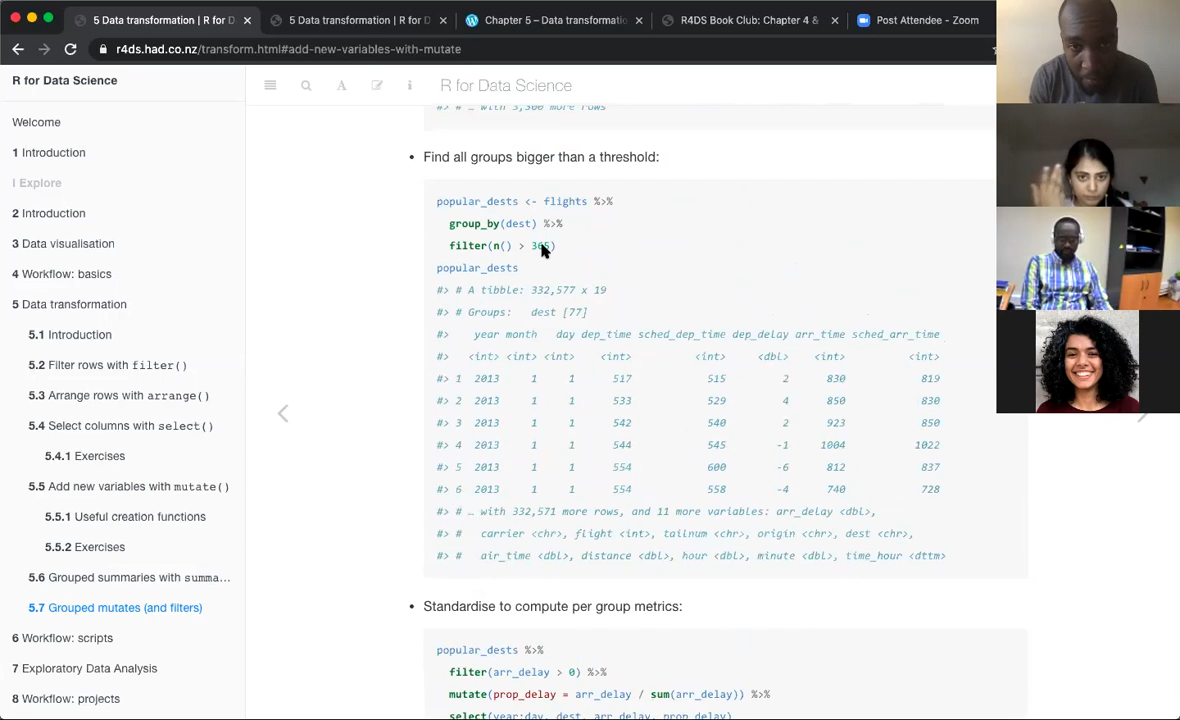 5 Data transformation | R for D
5 Data transformation | R for D
Chapter 5 – Data transformatio
R4DS Book Club: Chapter 4 &
Post Attendee - Zoom
r4ds.had.co.nz/transform.html#add-new-variables-with-mutate
R for Data Science
R for Data Science
Welcome
1 Introduction
I Explore
2 Introduction
3 Data visualisation
4 Workflow: basics
5 Data transformation
5.1 Introduction
5.2 Filter rows with filter()
5.3 Arrange rows with arrange()
5.4 Select columns with select()
5.4.1 Exercises
5.5 Add new variables with mutate()
5.5.1 Useful creation functions
5.5.2 Exercises
5.6 Grouped summaries with summa…
5.7 Grouped mutates (and filters)
6 Workflow: scripts
7 Exploratory Data Analysis
8 Workflow: projects
#> # … with 3,300 more rows
• Find all groups bigger than a threshold:
popular_dests <- flights %>%
group_by(dest) %>%
filter(n() > 365)
popular_dests
#> # A tibble: 332,577 x 19
#> # Groups: dest [77]
#> year month day dep_time sched_dep_time dep_delay arr_time sched_arr_time
#> <int> <int> <int> <int> <int> <dbl> <int> <int>
#> 1 2013 1 1 517 515 2 830 819
#> 2 2013 1 1 533 529 4 850 830
#> 3 2013 1 1 542 540 2 923 850
#> 4 2013 1 1 544 545 -1 1004 1022
#> 5 2013 1 1 554 600 -6 812 837
#> 6 2013 1 1 554 558 -4 740 728
#> # … with 332,571 more rows, and 11 more variables: arr_delay <dbl>,
#> # carrier <chr>, flight <int>, tailnum <chr>, origin <chr>, dest <chr>,
#> # air_time <dbl>, distance <dbl>, hour <dbl>, minute <dbl>, time_hour <dttm>
• Standardise to compute per group metrics:
popular_dests %>%
filter(arr_delay > 0) %>%
mutate(prop_delay = arr_delay / sum(arr_delay)) %>%
select(year:day, dest, arr_delay, prop_delay)